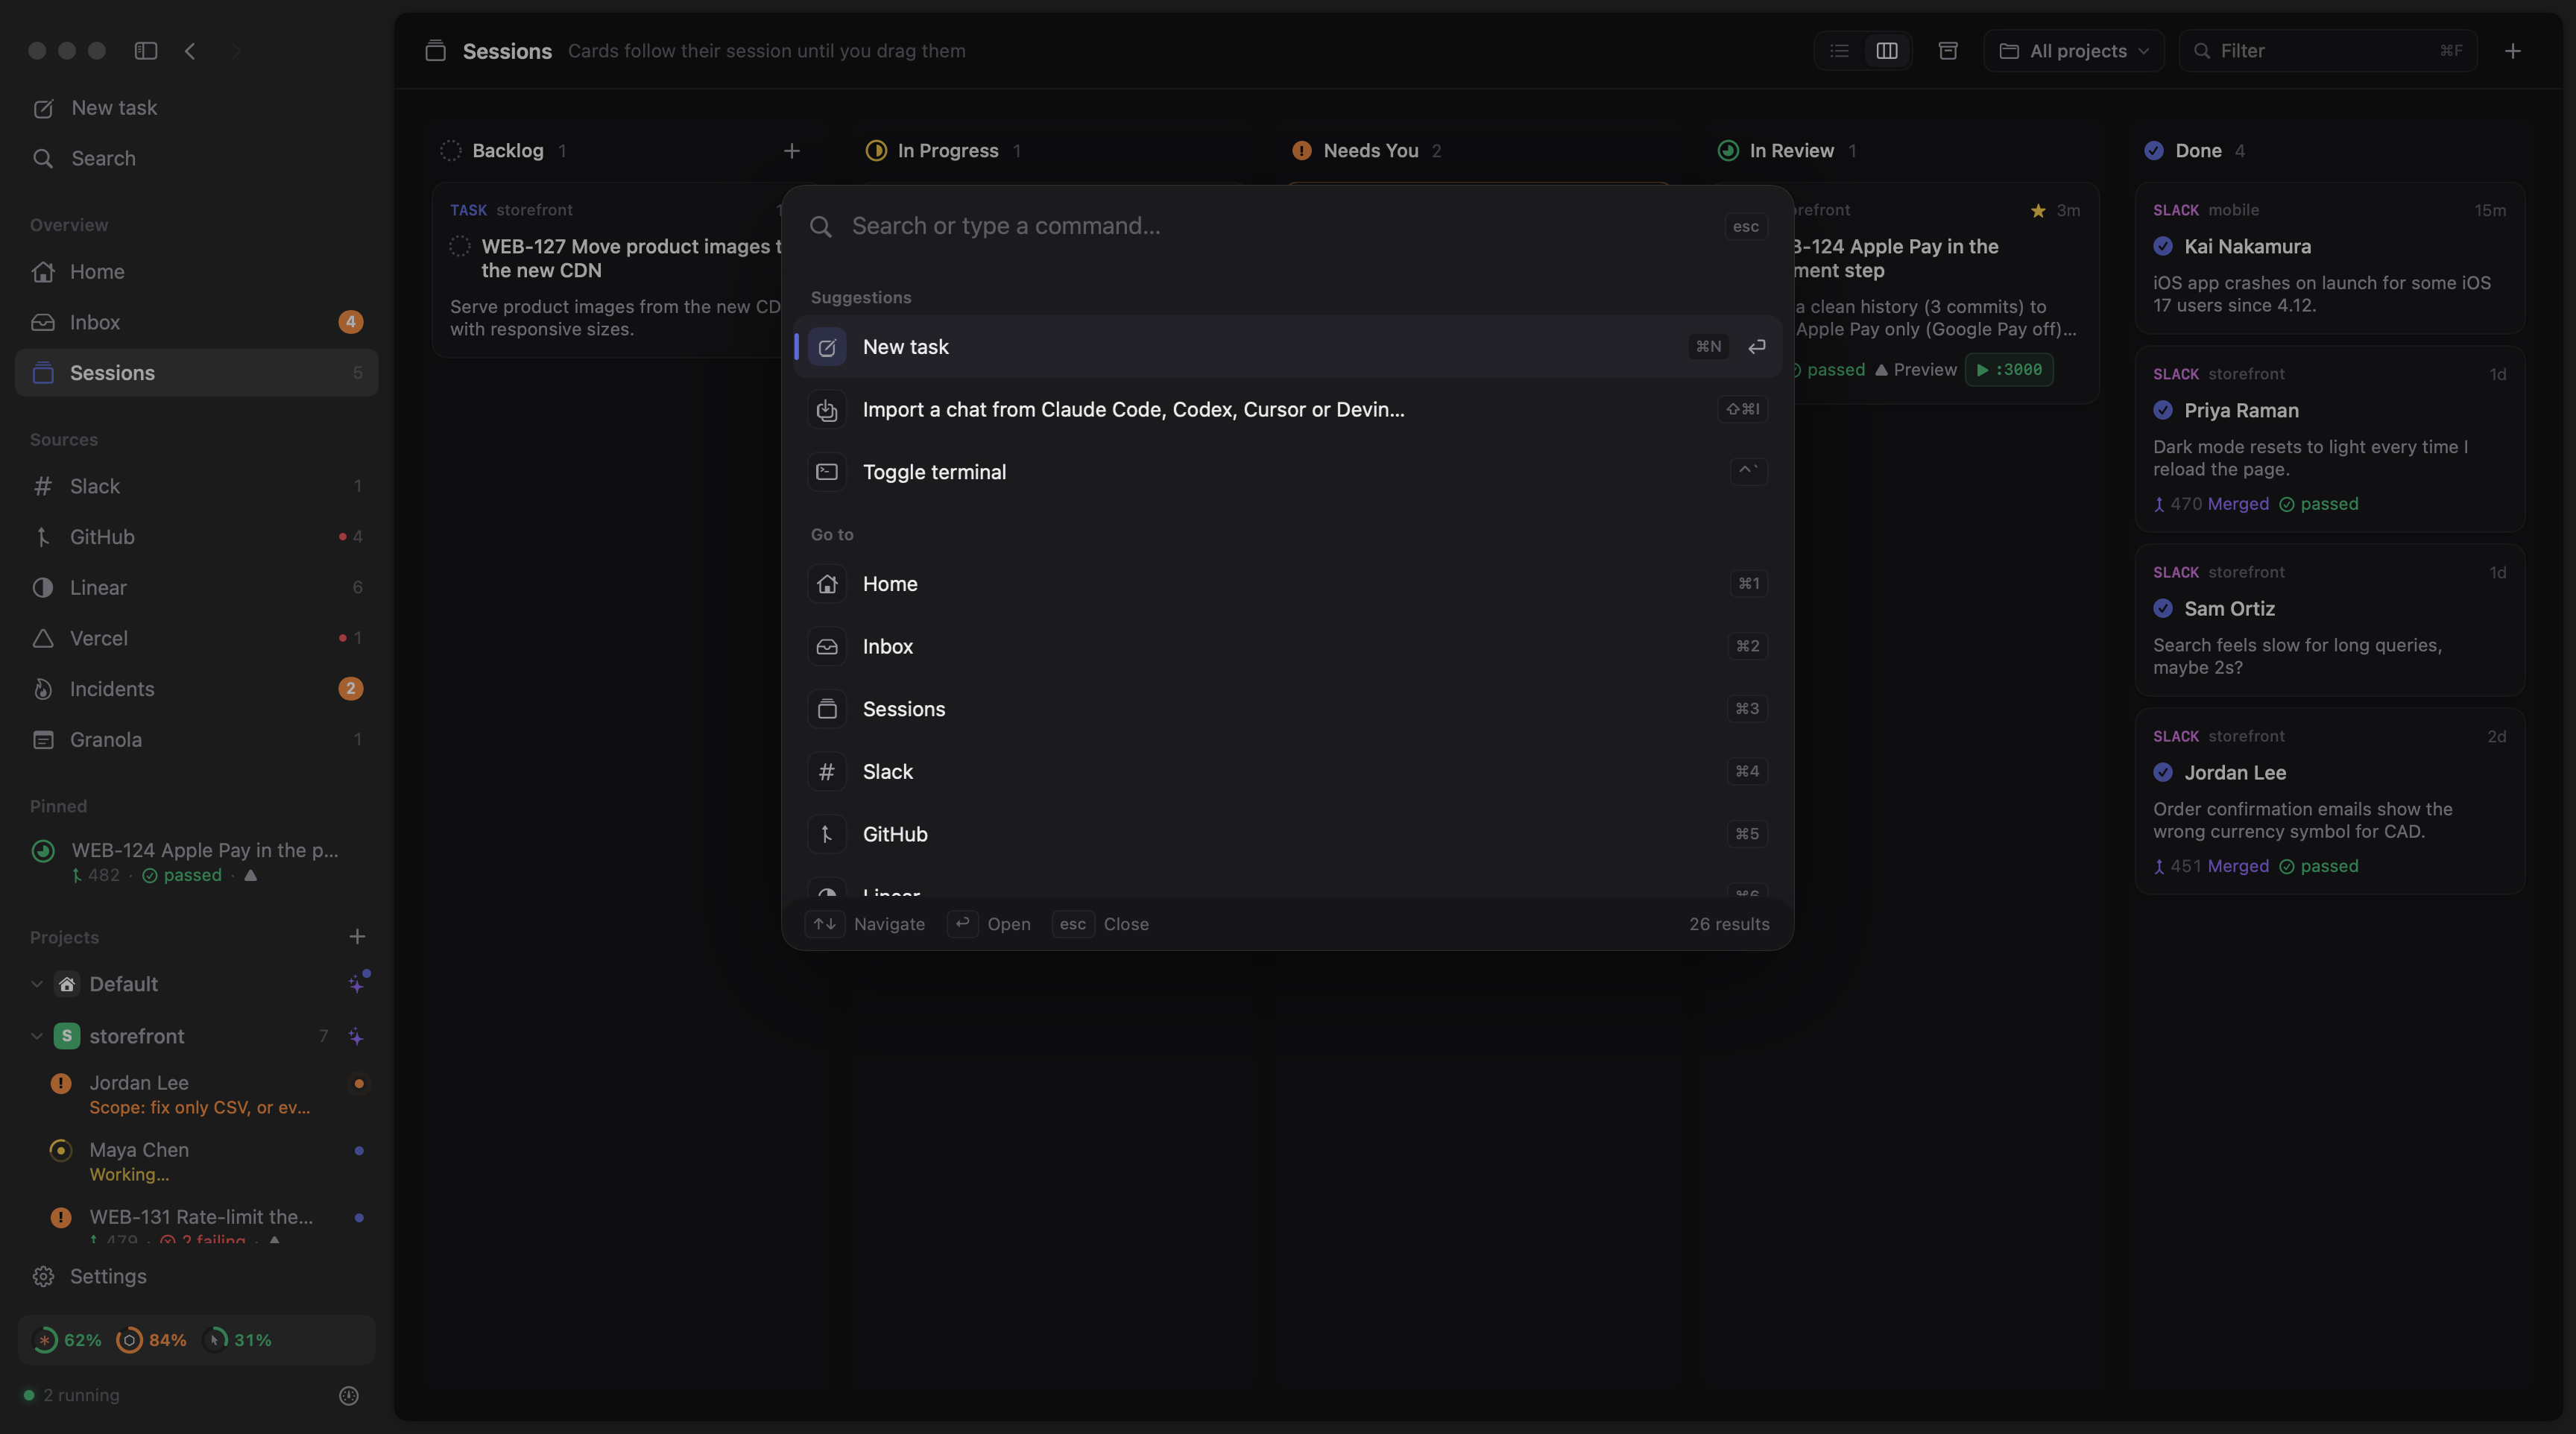 New task
Search
Overview
Home
Inbox 4
Sessions 5
Sources
Slack 1
GitHub 4
Linear 6
Vercel 1
Incidents 2
Granola 1
Pinned
WEB-124 Apple Pay in the p...
482 · passed ·
Projects
Default
S storefront 7
Jordan Lee
Scope: fix only CSV, or ev...
Maya Chen
Working...
WEB-131 Rate-limit the...
479 · 2 failing ·
Settings
62% 84% 31%
2 running
Sessions Cards follow their session until you drag them
All projects
Filter ⌘F
Backlog 1
TASK storefront
WEB-127 Move product images t
the new CDN
Serve product images from the new CD
with responsive sizes.
In Progress 1
Needs You 2
In Review 1
refront 3m
-124 Apple Pay in the
ment step
a clean history (3 commits) to
Apple Pay only (Google Pay off)...
passed Preview :3000
Done 4
SLACK mobile 15m
Kai Nakamura
iOS app crashes on launch for some iOS
17 users since 4.12.
SLACK storefront 1d
Priya Raman
Dark mode resets to light every time I
reload the page.
470 Merged passed
SLACK storefront 1d
Sam Ortiz
Search feels slow for long queries,
maybe 2s?
SLACK storefront 2d
Jordan Lee
Order confirmation emails show the
wrong currency symbol for CAD.
451 Merged passed
Search or type a command... esc
Suggestions
New task ⌘N
Import a chat from Claude Code, Codex, Cursor or Devin... ⇧⌘I
Toggle terminal ^`
Go to
Home ⌘1
Inbox ⌘2
Sessions ⌘3
Slack ⌘4
GitHub ⌘5
Linear ⌘6
↑↓ Navigate ↩ Open esc Close 26 results